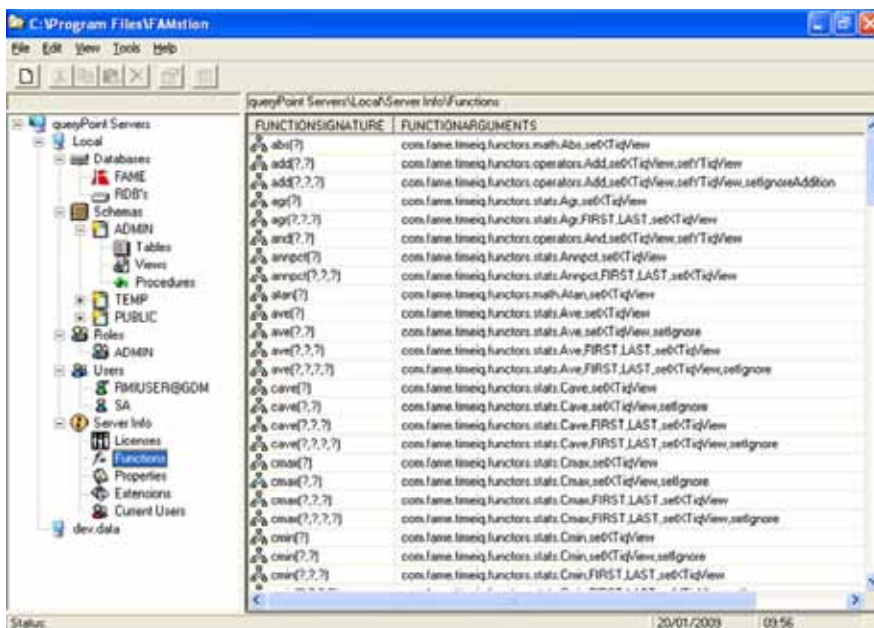 C:\Program Files\FAMstion
File Edit View Tools Help
queryPoint Servers\Local\Server Info\Functions
queryPoint Servers
Local
Databases
FAME
RDB's
Schemas
ADMIN
Tables
Views
Procedures
TEMP
PUBLIC
Roles
ADMIN
Users
RMIUSER@GDM
SA
Server Info
Licenses
Functions
Properties
Extensions
Current Users
dev.data
FUNCTIONSIGNATURE FUNCTIONARGUMENTS
abs(?) com.fame.timeiq.functors.math.Abs,setXTiqView
add(?,?) com.fame.timeiq.functors.operators.Add,setXTiqView,setYTiqView
add(?,?,?) com.fame.timeiq.functors.operators.Add,setXTiqView,setYTiqView,setIgnoreAddition
agr(?) com.fame.timeiq.functors.stats.Agr,setXTiqView
agr(?,?,?) com.fame.timeiq.functors.stats.Agr,FIRST,LAST,setXTiqView
and(?,?) com.fame.timeiq.functors.operators.And,setXTiqView,setYTiqView
annpct(?) com.fame.timeiq.functors.stats.Annpct,setXTiqView
annpct(?,?,?) com.fame.timeiq.functors.stats.Annpct,FIRST,LAST,setXTiqView
atan(?) com.fame.timeiq.functors.math.Atan,setXTiqView
ave(?) com.fame.timeiq.functors.stats.Ave,setXTiqView
ave(?,?) com.fame.timeiq.functors.stats.Ave,setXTiqView,setIgnore
ave(?,?,?) com.fame.timeiq.functors.stats.Ave,FIRST,LAST,setXTiqView
ave(?,?,?,?) com.fame.timeiq.functors.stats.Ave,FIRST,LAST,setXTiqView,setIgnore
cave(?) com.fame.timeiq.functors.stats.Cave,setXTiqView
cave(?,?) com.fame.timeiq.functors.stats.Cave,setXTiqView,setIgnore
cave(?,?,?) com.fame.timeiq.functors.stats.Cave,FIRST,LAST,setXTiqView
cave(?,?,?,?) com.fame.timeiq.functors.stats.Cave,FIRST,LAST,setXTiqView,setIgnore
cmax(?) com.fame.timeiq.functors.stats.Cmax,setXTiqView
cmax(?,?) com.fame.timeiq.functors.stats.Cmax,setXTiqView,setIgnore
cmax(?,?,?) com.fame.timeiq.functors.stats.Cmax,FIRST,LAST,setXTiqView
cmax(?,?,?,?) com.fame.timeiq.functors.stats.Cmax,FIRST,LAST,setXTiqView,setIgnore
cmin(?) com.fame.timeiq.functors.stats.Cmin,setXTiqView
cmin(?,?) com.fame.timeiq.functors.stats.Cmin,setXTiqView,setIgnore
cmin(?,?,?) com.fame.timeiq.functors.stats.Cmin,FIRST,LAST,setXTiqView
Status: 20/01/2009 09:56